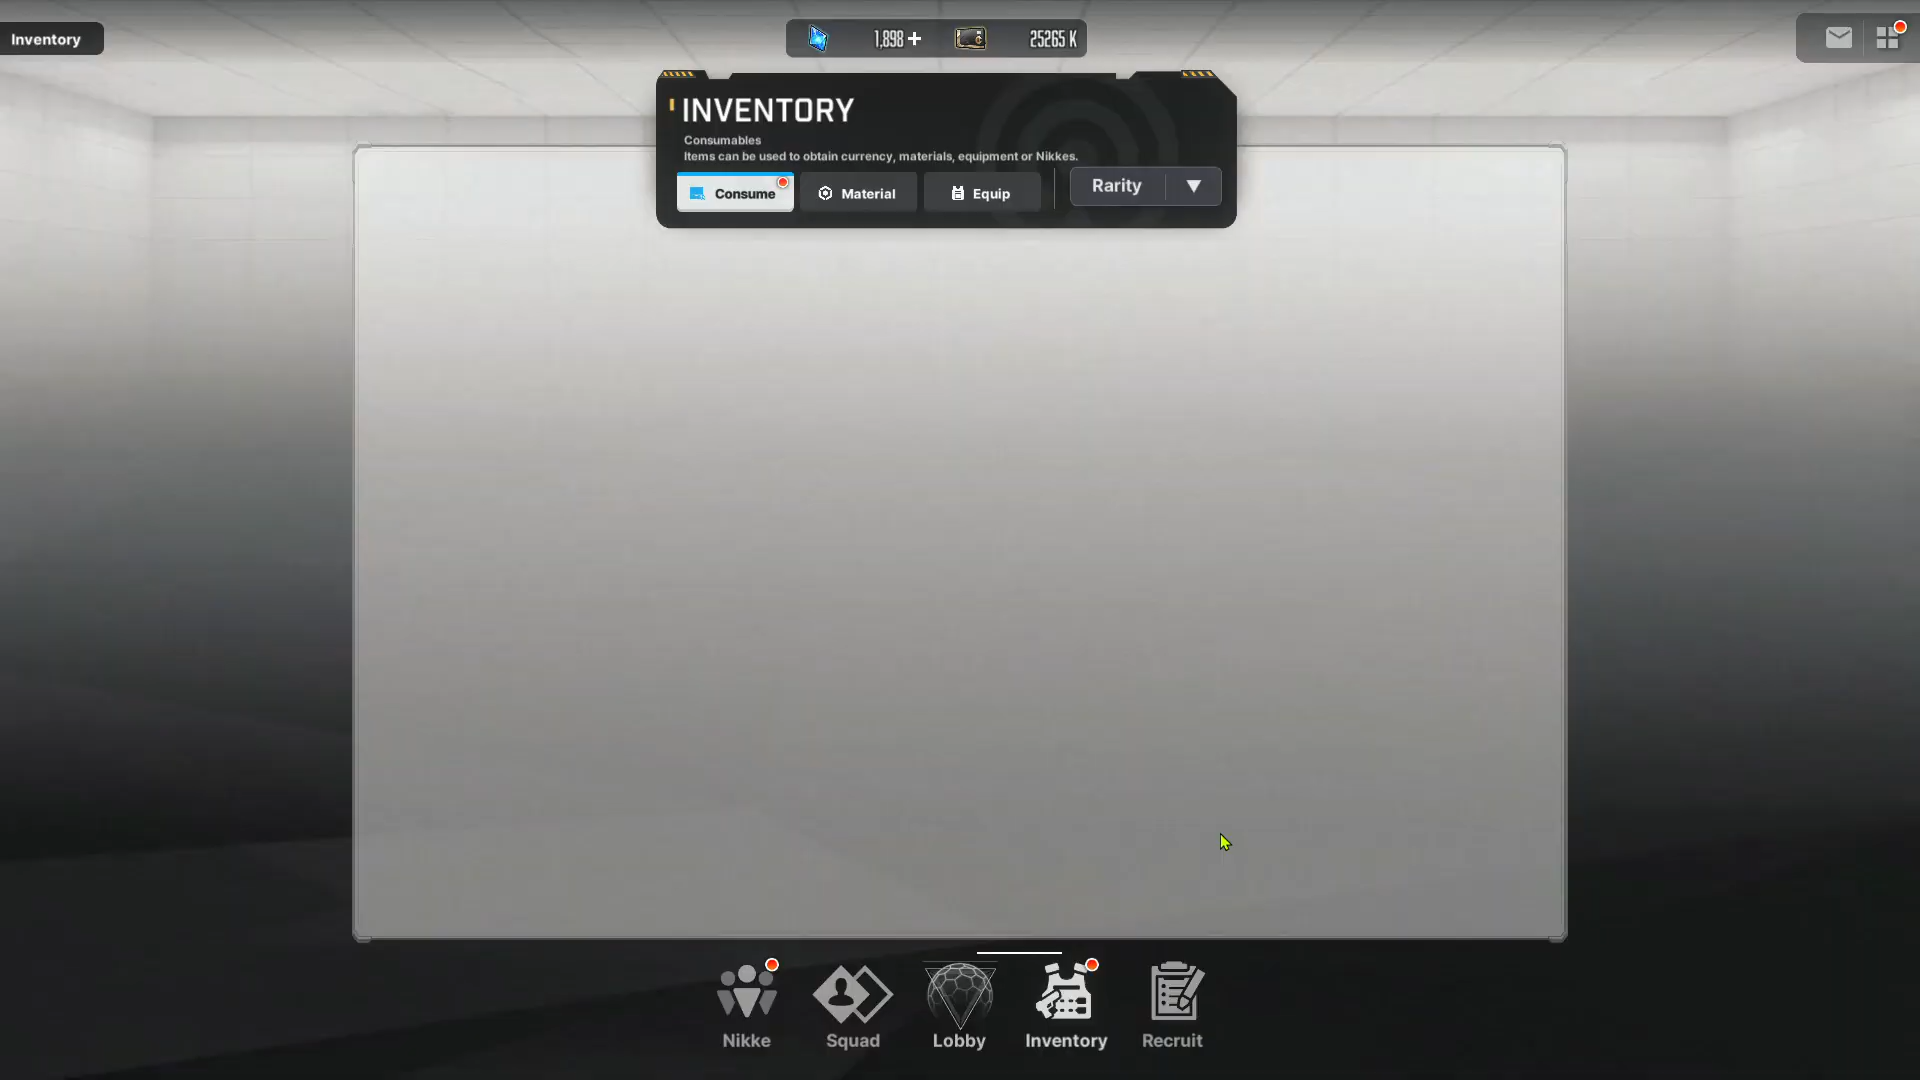 Inventory
1,898
25265 K
INVENTORY
Consumables
Items can be used to obtain currency, materials, equipment or Nikkes.
Consume
Material
Equip
Rarity
Nikke
Squad
Lobby
Inventory
Recruit